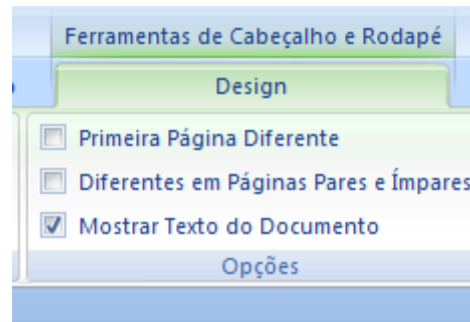 Ferramentas de Cabeçalho e Rodapé
Design
Primeira Página Diferente
Diferentes em Páginas Pares e Ímpares
Mostrar Texto do Documento
Opções